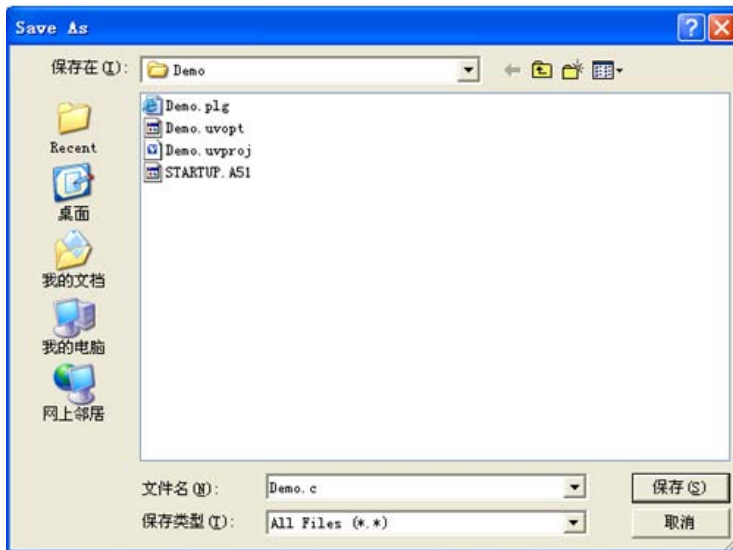 Save As
保存在(I):
Demo
Demo.plg
Demo.uvopt
Demo.uvproj
STARTUP.A51
Recent
桌面
我的文档
我的电脑
网上邻居
文件名(N):
Demo.c
保存(S)
保存类型(T):
All Files (*.*)
取消